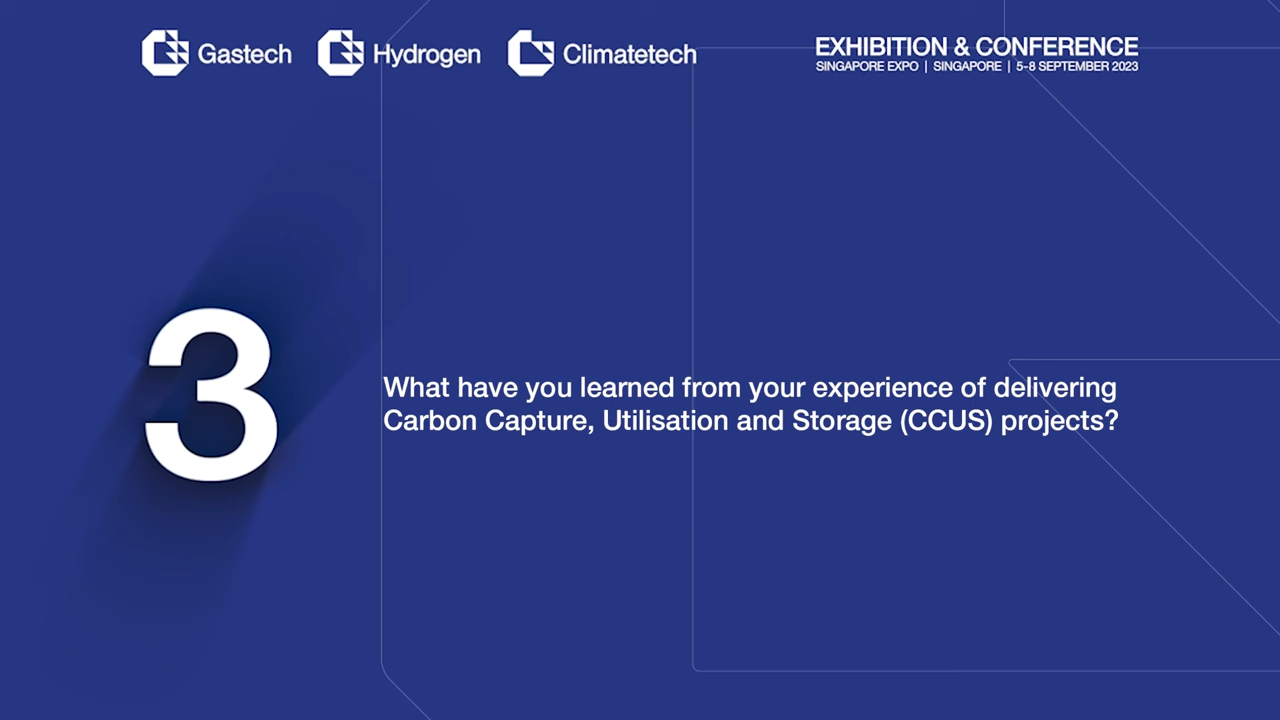 Gastech
Hydrogen
Climatetech
EXHIBITION & CONFERENCE
SINGAPORE EXPO | SINGAPORE | 5-8 SEPTEMBER 2023
3
What have you learned from your experience of delivering
Carbon Capture, Utilisation and Storage (CCUS) projects?